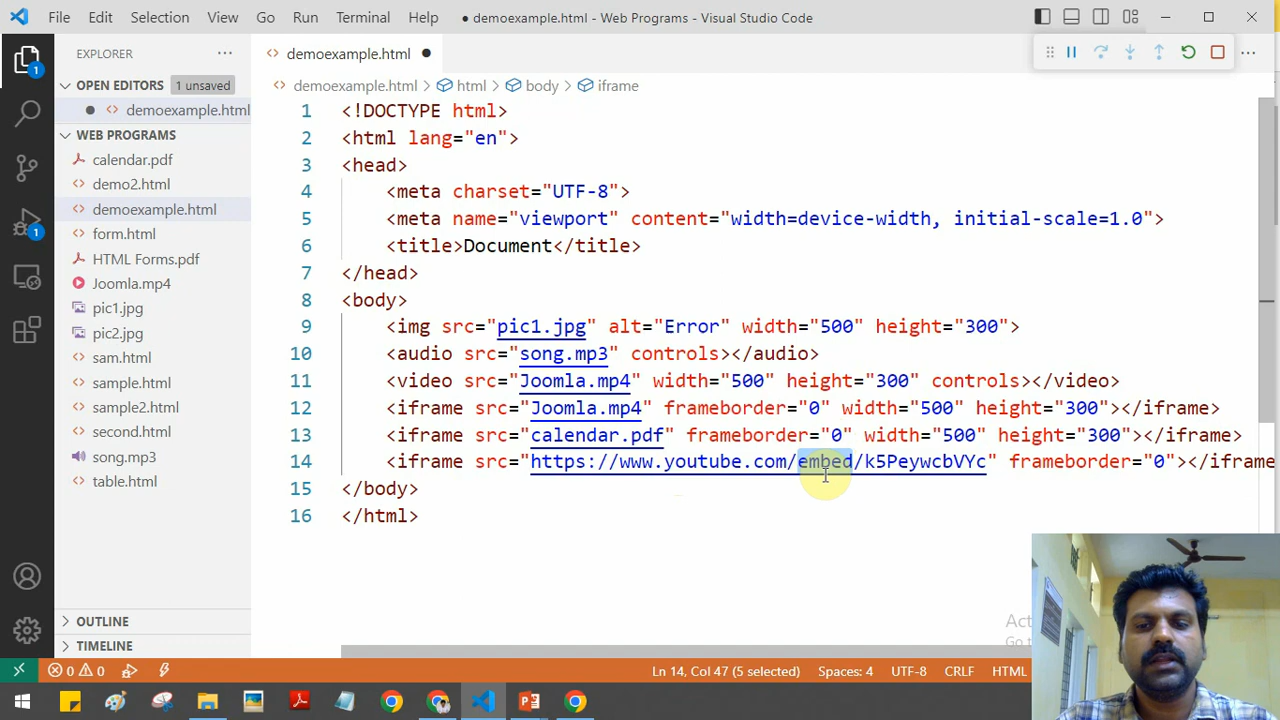 File Edit Selection View Go Run Terminal Help
● demoexample.html - Web Programs - Visual Studio Code
EXPLORER ...
demoexample.html ●
OPEN EDITORS 1 unsaved
● demoexample.html
WEB PROGRAMS
calendar.pdf
demo2.html
demoexample.html
form.html
HTML Forms.pdf
Joomla.mp4
pic1.jpg
pic2.jpg
sam.html
sample.html
sample2.html
second.html
song.mp3
table.html
OUTLINE
TIMELINE
1
1
demoexample.html > html > body > iframe
1 <!DOCTYPE html>
2 <html lang="en">
3 <head>
4 <meta charset="UTF-8">
5 <meta name="viewport" content="width=device-width, initial-scale=1.0">
6 <title>Document</title>
7 </head>
8 <body>
9 <img src="pic1.jpg" alt="Error" width="500" height="300">
10 <audio src="song.mp3" controls></audio>
11 <video src="Joomla.mp4" width="500" height="300" controls></video>
12 <iframe src="Joomla.mp4" frameborder="0" width="500" height="300"></iframe>
13 <iframe src="calendar.pdf" frameborder="0" width="500" height="300"></iframe>
14 <iframe src="https://www.youtube.com/embed/k5PeywcbVYc" frameborder="0"></iframe
15 </body>
16 </html>
Act
Go to
0 0 Ln 14, Col 47 (5 selected) Spaces: 4 UTF-8 CRLF HTML